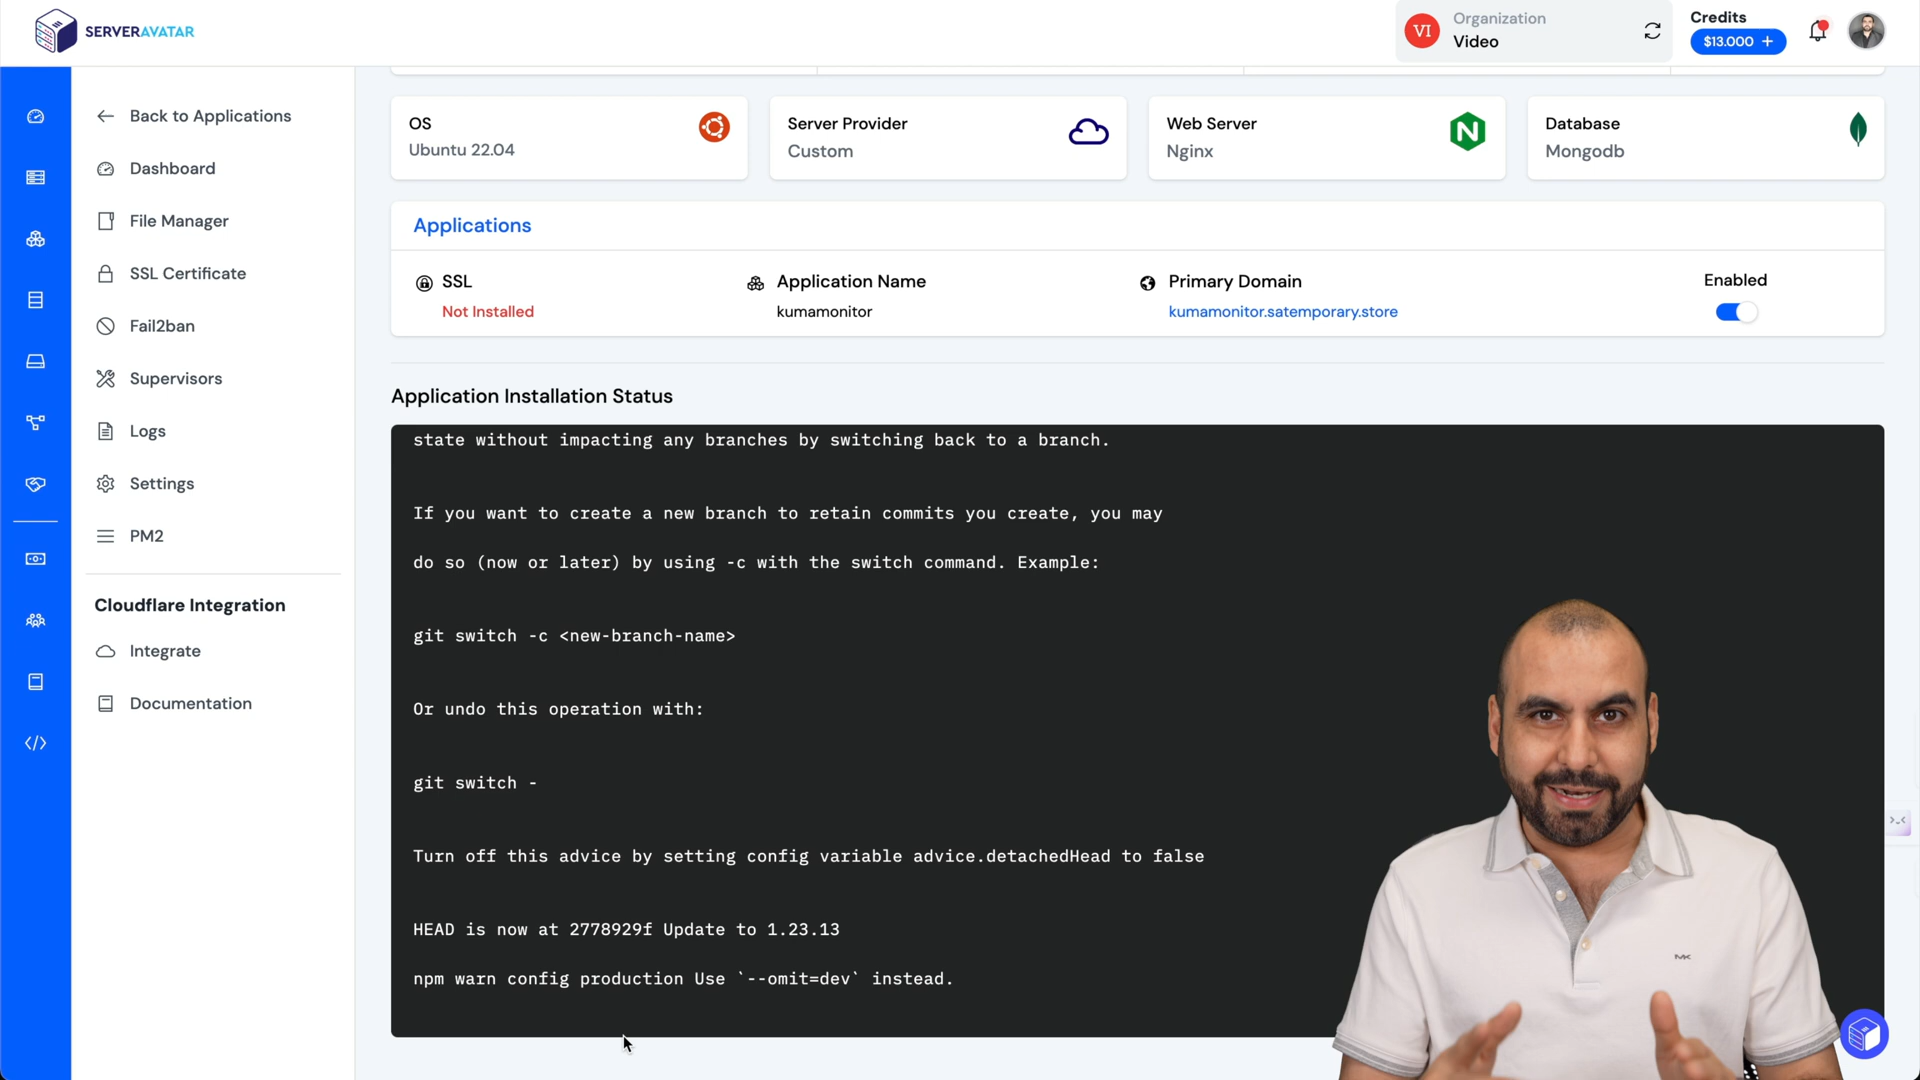 SERVERAVATAR
VI
Organization
Video
Credits
$13.000 +
Back to Applications
Dashboard
File Manager
SSL Certificate
Fail2ban
Supervisors
Logs
Settings
PM2
Cloudflare Integration
Integrate
Documentation
OS
Ubuntu 22.04
Server Provider
Custom
Web Server
Nginx
N
Database
Mongodb
Applications
SSL
Not Installed
Application Name
kumamonitor
Primary Domain
kumamonitor.satemporary.store
Enabled
Application Installation Status
state without impacting any branches by switching back to a branch.
If you want to create a new branch to retain commits you create, you may
do so (now or later) by using -c with the switch command. Example:
git switch -c <new-branch-name>
Or undo this operation with:
git switch -
Turn off this advice by setting config variable advice.detachedHead to false
HEAD is now at 2778929f Update to 1.23.13
npm warn config production Use `--omit=dev` instead.
MK